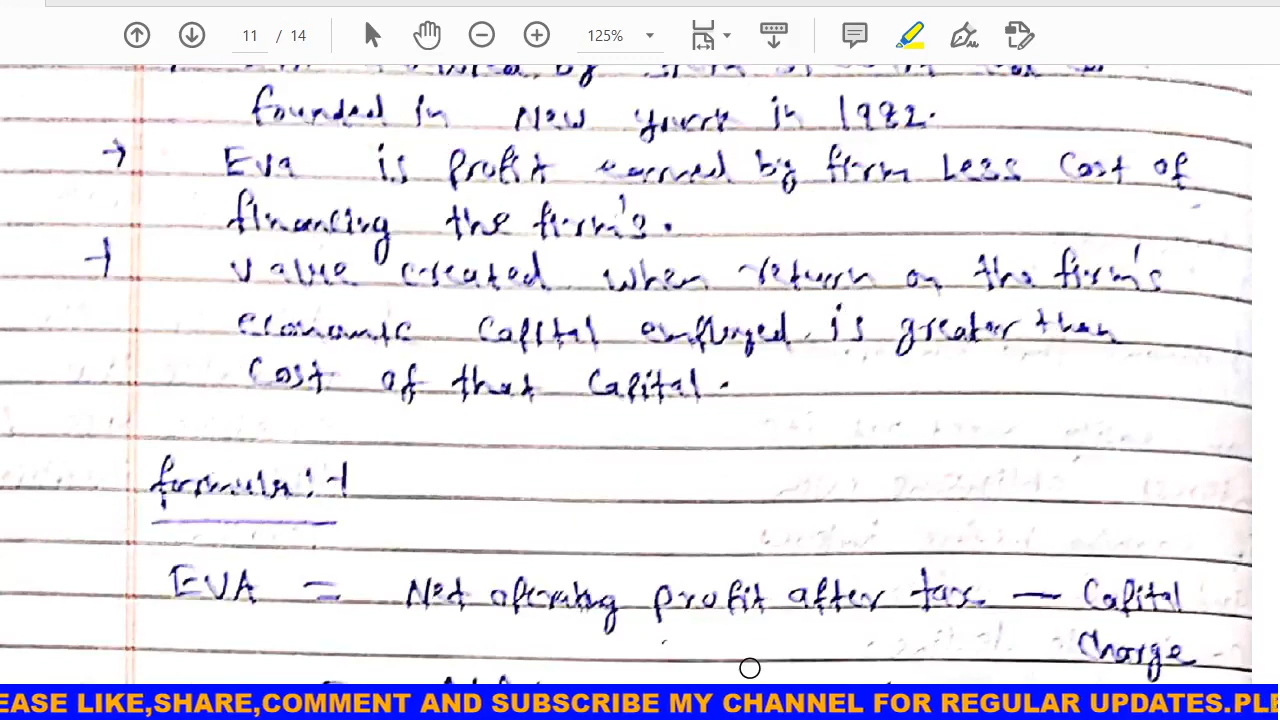 11 / 14
125%
founded in New yourk in 1982.
→ Eva is profit earned by firm Less Cost of
financing the firm's.
→ Value created when return on the firm's
economic Capital employed is greater than
Cost of that Capital.
formula :-
EVA = Net operating profit after tax. — Capital
Charge
EASE LIKE,SHARE,COMMENT AND SUBSCRIBE MY CHANNEL FOR REGULAR UPDATES.PLE